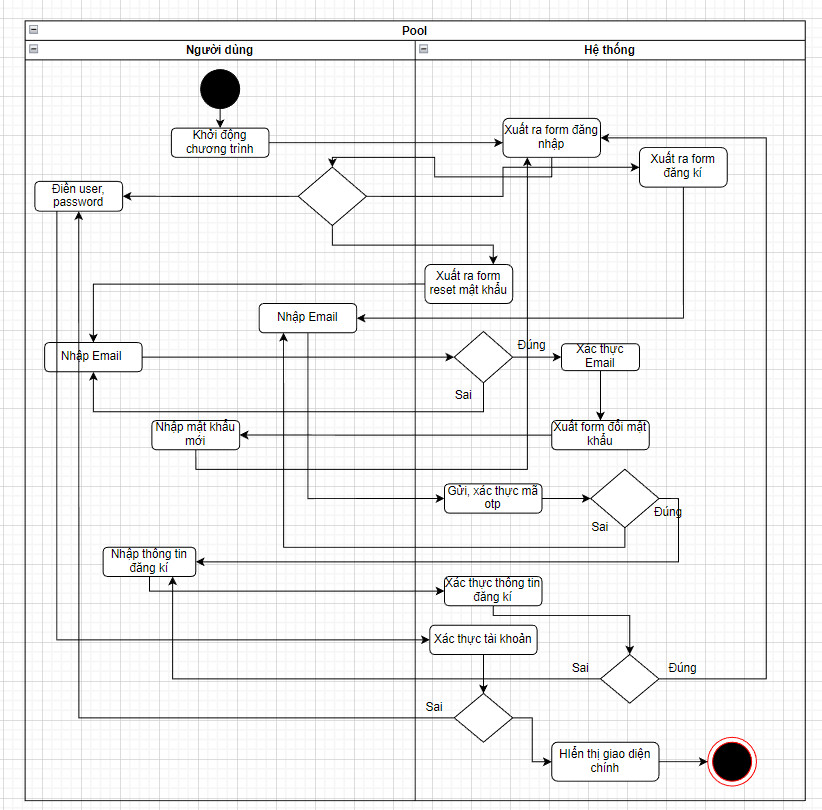 Pool
Người dùng
Hệ thống
Khởi động
chương trình
Xuất ra form đăng
nhập
Xuất ra form
đăng kí
Điền user,
password
Xuất ra form
reset mật khẩu
Nhập Email
Nhập Email
Đúng
Xác thực
Email
Sai
Nhập mật khẩu
mới
Xuất form đổi mật
khẩu
Gửi, xác thực mã
otp
Đúng
Sai
Nhập thông tin
đăng kí
Xác thực thông tin
đăng kí
Xác thực tài khoản
Sai
Đúng
Sai
Hiển thị giao diện
chính